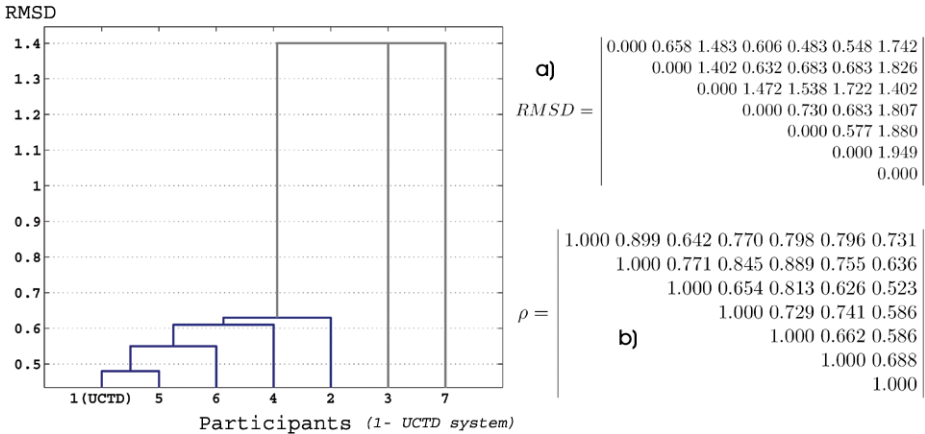 RMSD
1.4
1.3
1.2
1.1
1
0.9
0.8
0.7
0.6
0.5
1(UCTD) 5 6 4 2 3 7
Participants (1- UCTD system)
a)
RMSD =
0.000 0.658 1.483 0.606 0.483 0.548 1.742
0.000 1.402 0.632 0.683 0.683 1.826
0.000 1.472 1.538 1.722 1.402
0.000 0.730 0.683 1.807
0.000 0.577 1.880
0.000 1.949
0.000
ρ =
1.000 0.899 0.642 0.770 0.798 0.796 0.731
1.000 0.771 0.845 0.889 0.755 0.636
1.000 0.654 0.813 0.626 0.523
1.000 0.729 0.741 0.586
1.000 0.662 0.586
1.000 0.688
1.000
b)